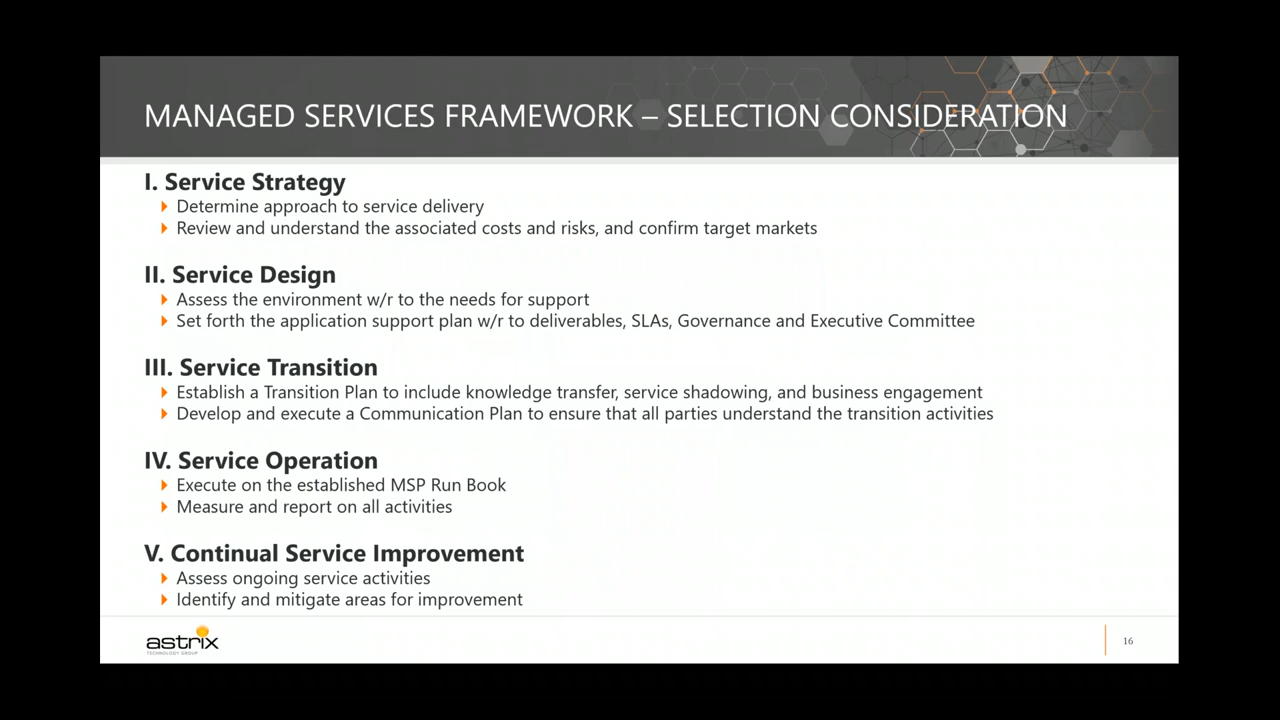 MANAGED SERVICES FRAMEWORK – SELECTION CONSIDERATION
I. Service Strategy
Determine approach to service delivery
Review and understand the associated costs and risks, and confirm target markets
II. Service Design
Assess the environment w/r to the needs for support
Set forth the application support plan w/r to deliverables, SLAs, Governance and Executive Committee
III. Service Transition
Establish a Transition Plan to include knowledge transfer, service shadowing, and business engagement
Develop and execute a Communication Plan to ensure that all parties understand the transition activities
IV. Service Operation
Execute on the established MSP Run Book
Measure and report on all activities
V. Continual Service Improvement
Assess ongoing service activities
Identify and mitigate areas for improvement
astrix
TECHNOLOGY GROUP
16